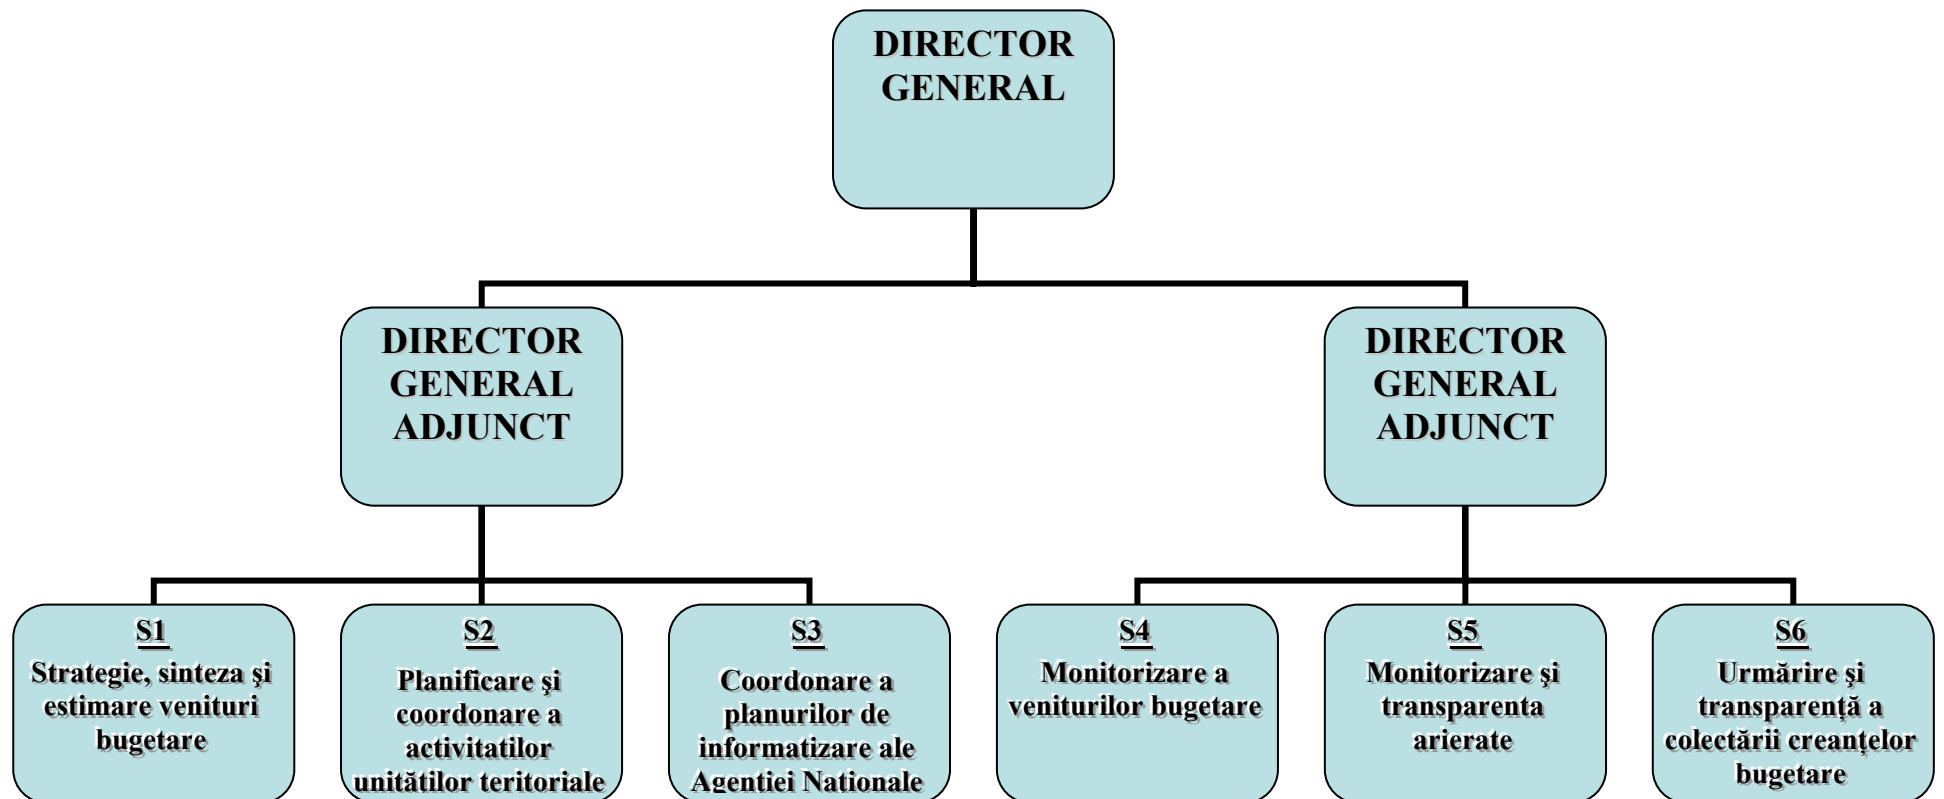 DIRECTOR
GENERAL
DIRECTOR
GENERAL
ADJUNCT
DIRECTOR
GENERAL
ADJUNCT
S1
Strategie, sinteza şi
estimare venituri
bugetare
S2
Planificare şi
coordonare a
activitatilor
unităţilor teritoriale
S3
Coordonare a
planurilor de
informatizare ale
Agentiei Nationale
S4
Monitorizare a
veniturilor bugetare
S5
Monitorizare şi
transparenta
arierate
S6
Urmărire şi
transparenţă a
colectării creanţelor
bugetare